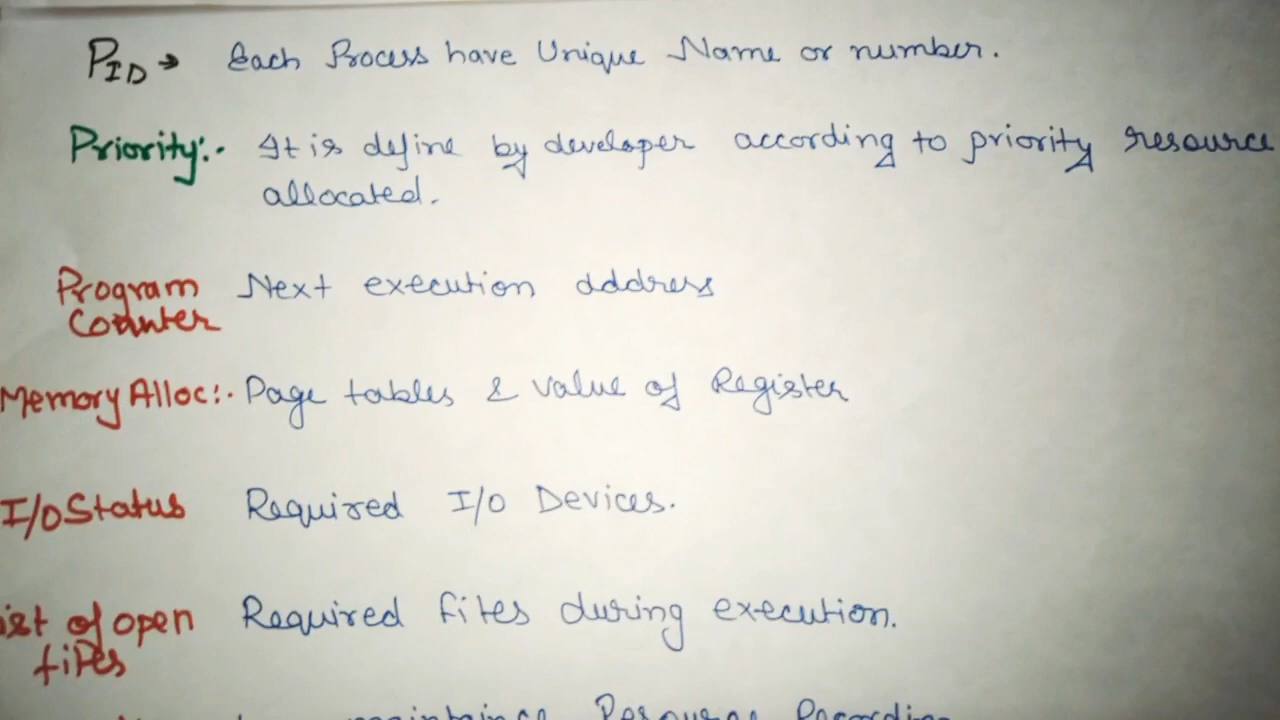 PID → Each Process have Unique Name or number.
Priority:- It is define by developer according to priority resource
allocated.
Program Counter Next execution address
Memory Alloc:- Page tables & value of Register
I/O Status Required I/O Devices.
ist of open files Required files during execution.
Resource